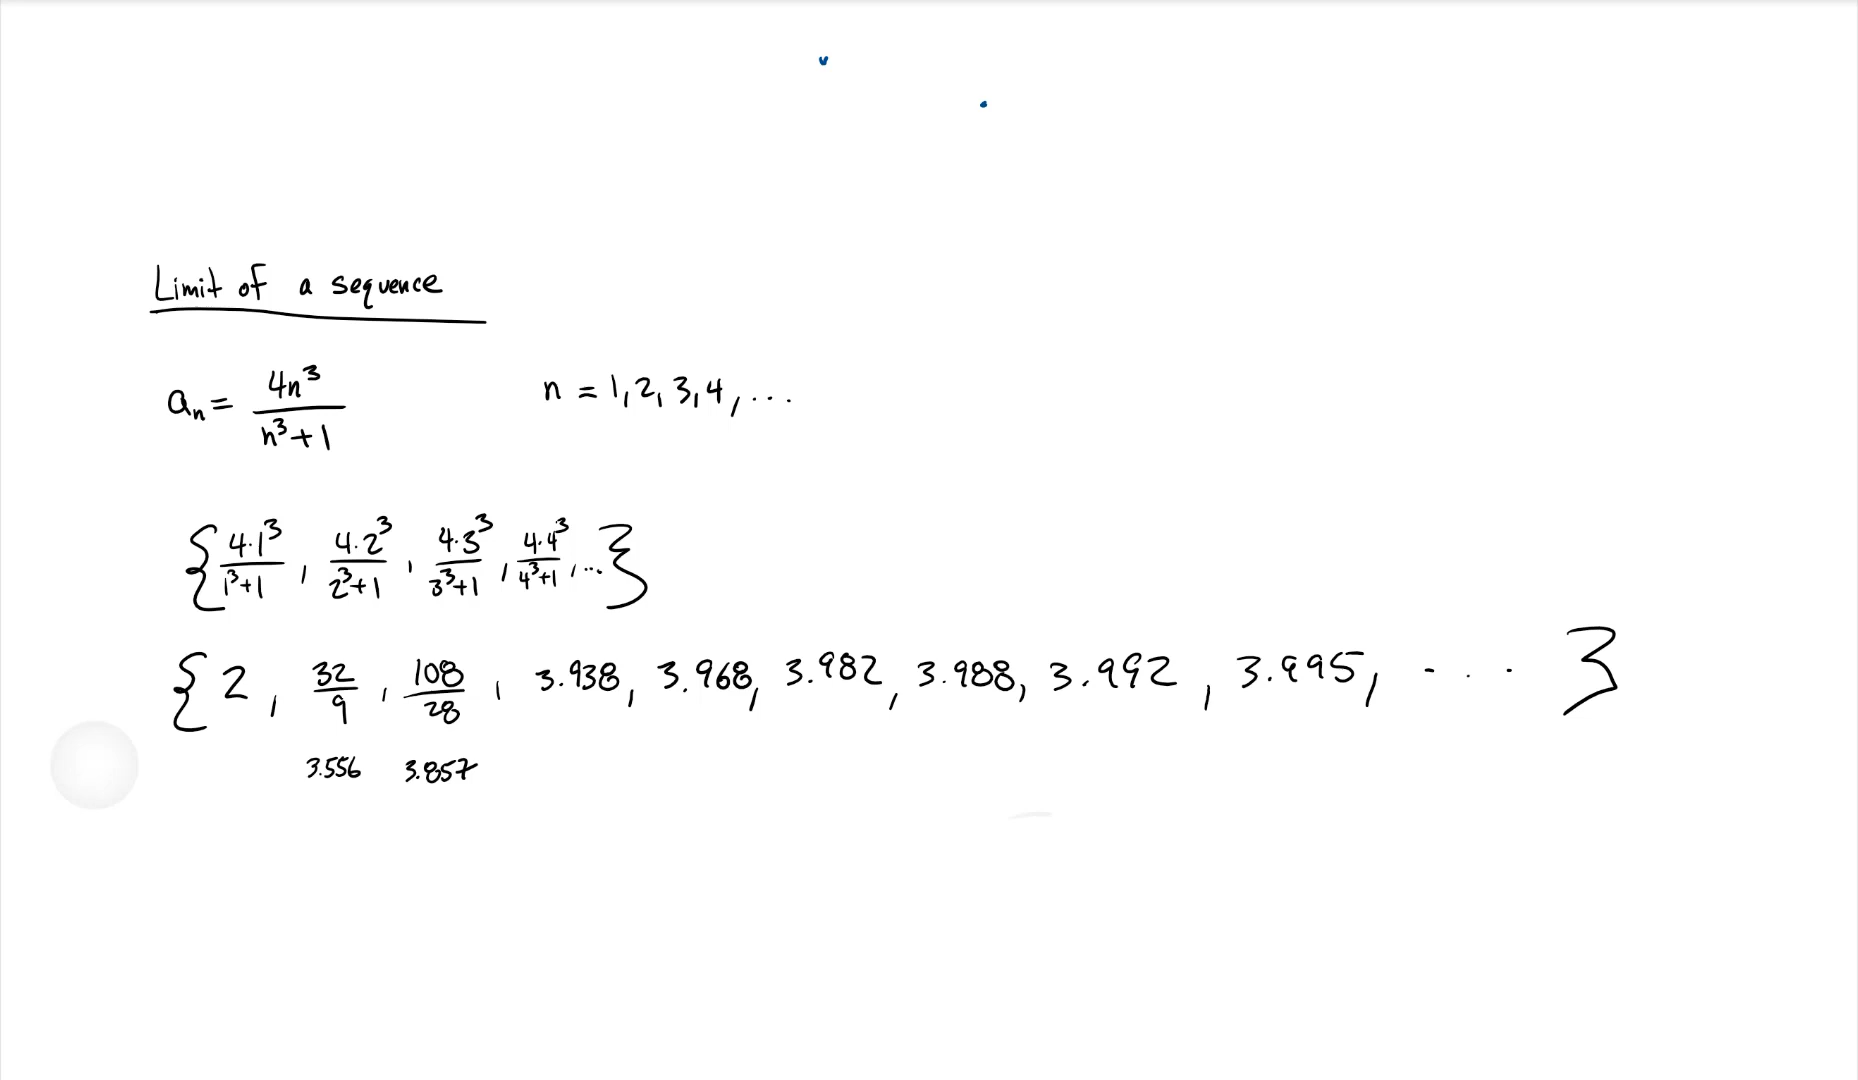 Limit of a sequence
aₙ = 4n³/(n³+1) n = 1, 2, 3, 4, ...
{4·1³/(1³+1), 4·2³/(2³+1), 4·3³/(3³+1), 4·4³/(4³+1), ...}
{2, 32/9, 108/28, 3.938, 3.968, 3.982, 3.988, 3.992, 3.995, ...}
3.556 3.857